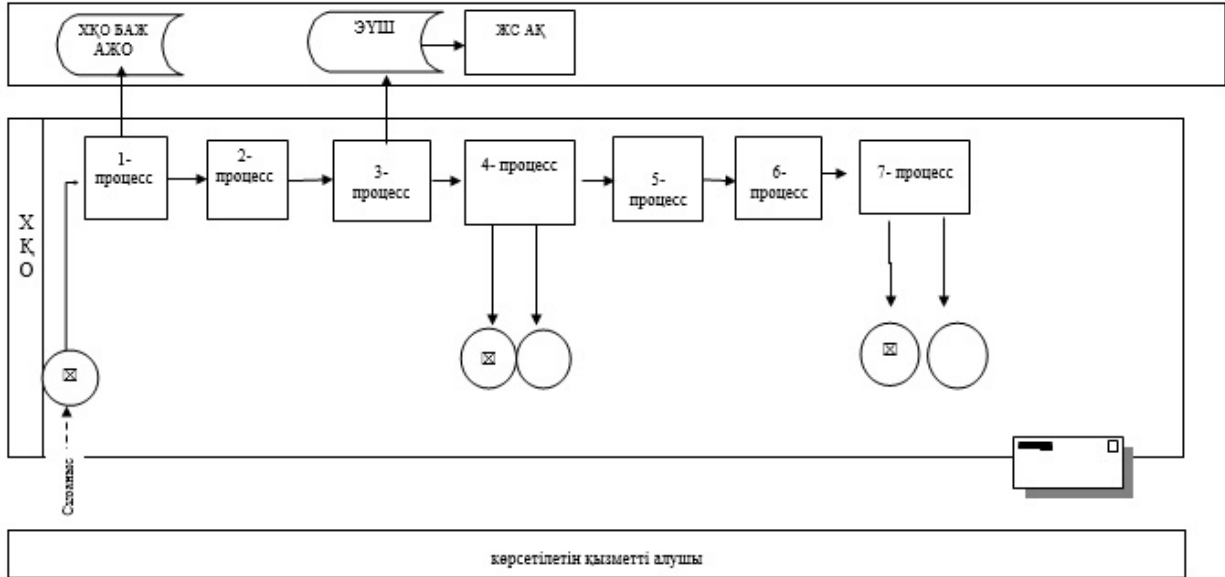 ХҚО БАЖ
АЖО
ЭҮШ
ЖС АҚ
1-
процесс
2-
процесс
3-
процесс
4- процесс
5-
процесс
6-
процесс
7- процесс
Х
Қ
О
көрсетілетін қызметті алушы